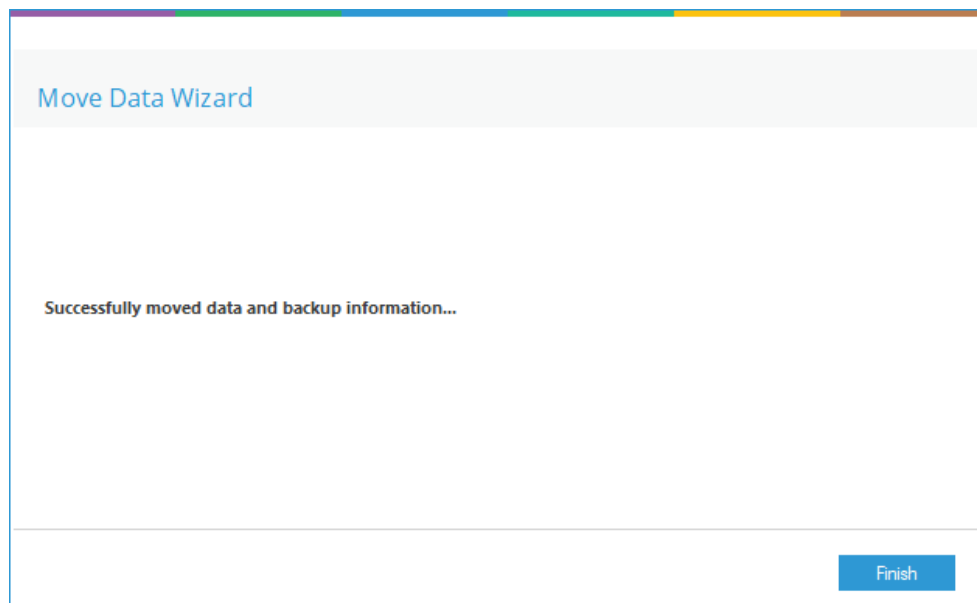 Move Data Wizard
Successfully moved data and backup information...
Finish